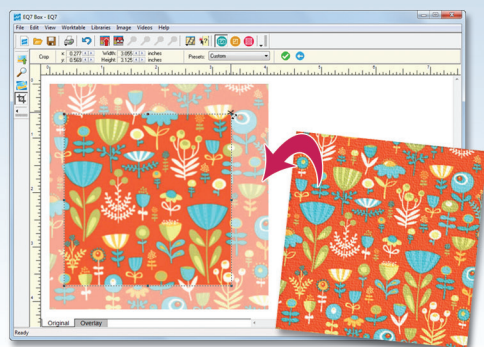 EQ7 Box - EQ7
File Edit View Worktable Libraries Image Videos Help
Crop x: 0.277 Width: 3.055 inches Presets: Custom
y: 0.569 Height: 3.125 inches
Original Overlay
Ready